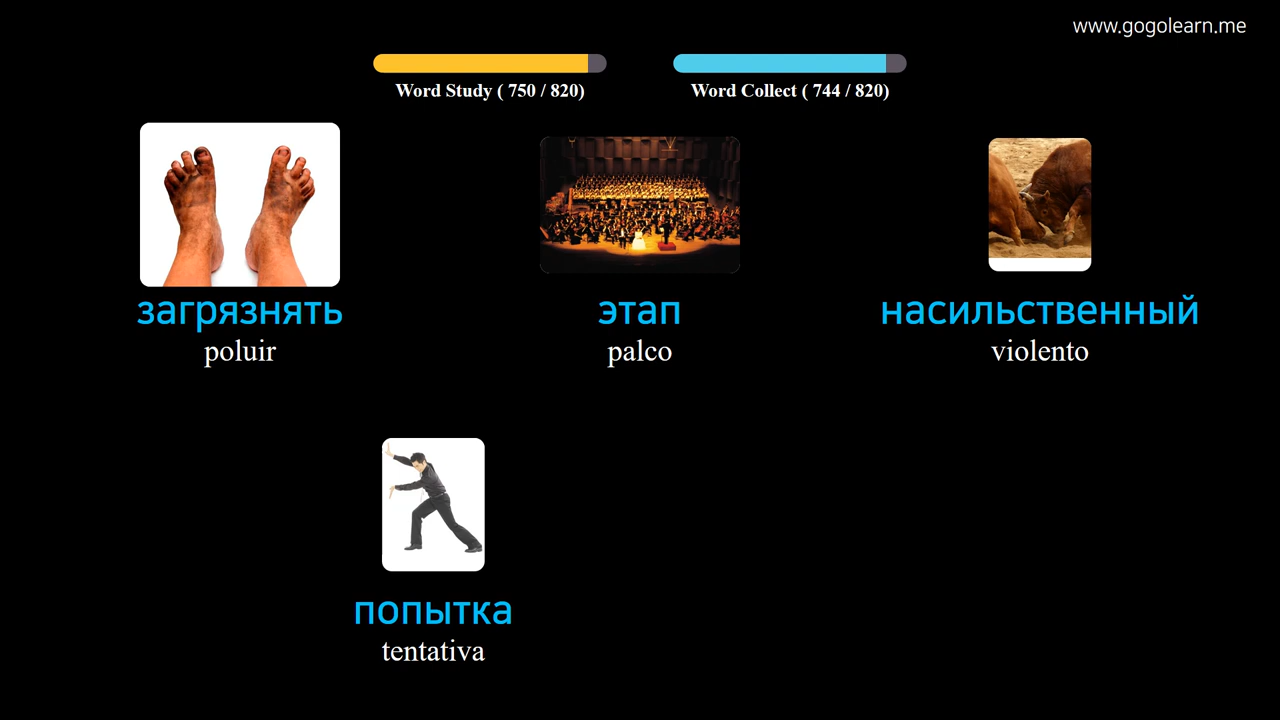 www.gogolearn.me
Word Study ( 750 / 820)
Word Collect ( 744 / 820)
загрязнять
poluir
этап
palco
насильственный
violento
попытка
tentativa